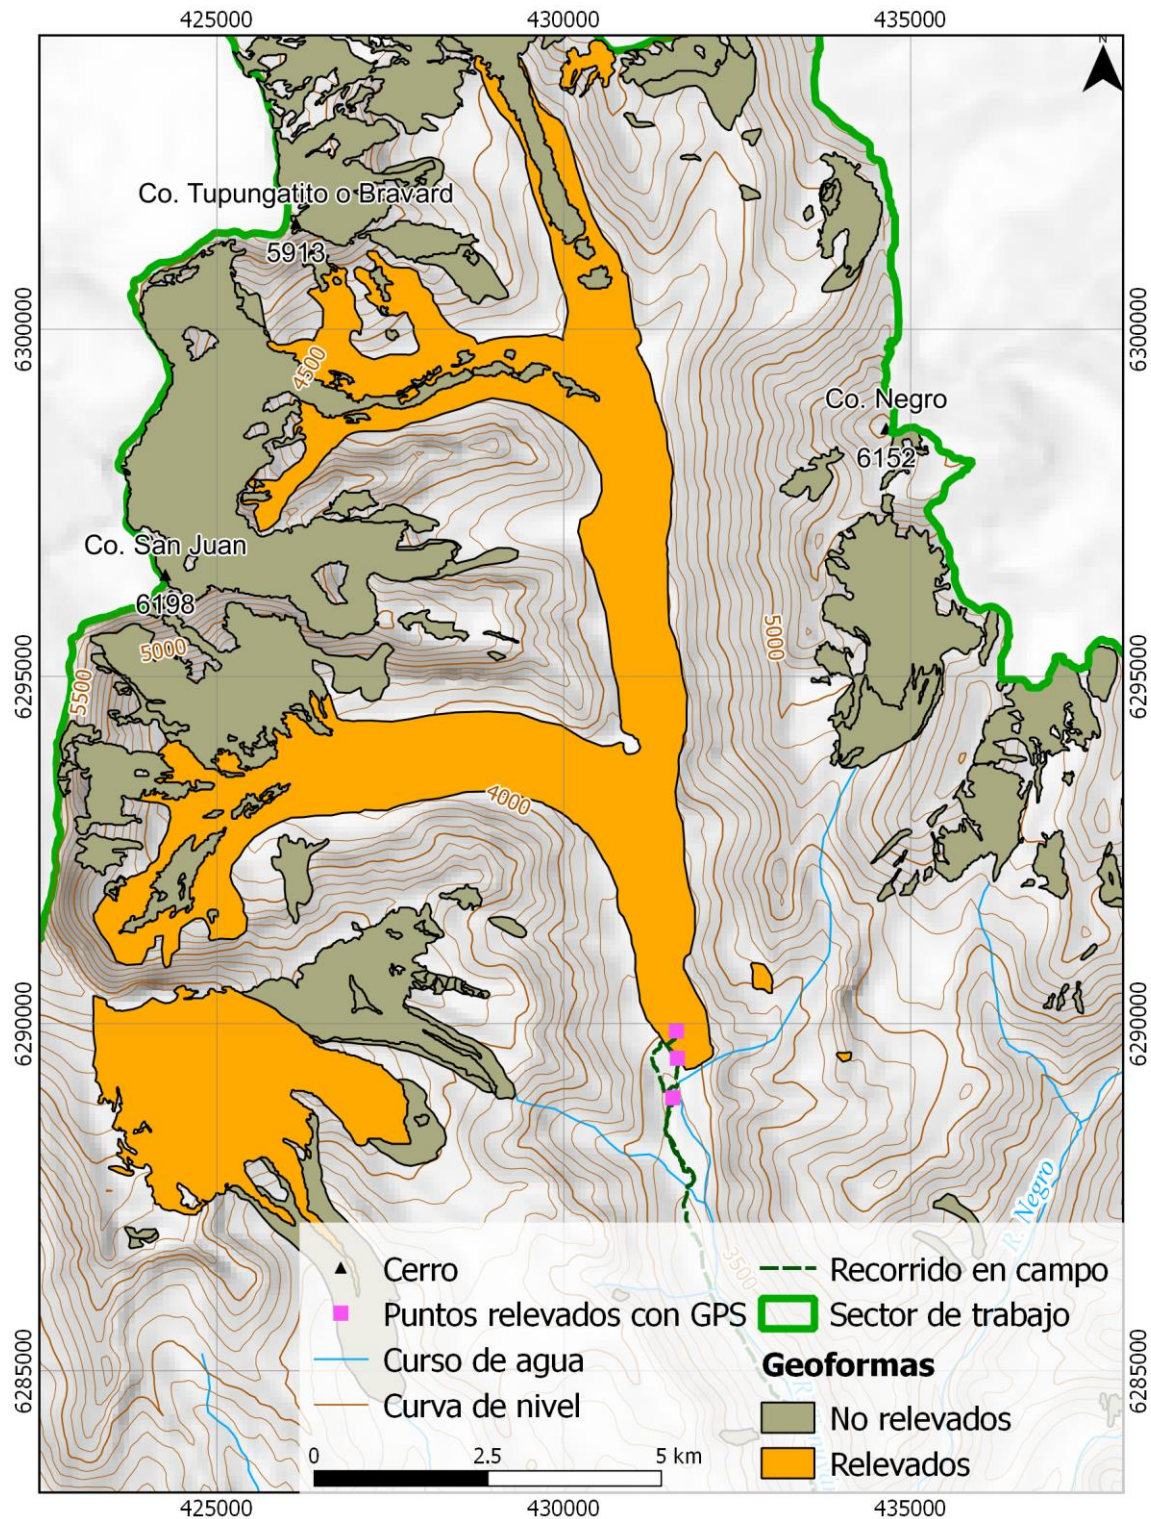 425000 430000 435000
Co. Tupungatito o Bravard
5913
6300000
6300000
4500
Co. Negro
6152
Co. San Juan
6198
5000
5000
5500
6295000
6295000
4000
6290000
6290000
R. Negro
3500
Cerro
Puntos relevados con GPS
Curso de agua
Curva de nivel
0 2.5 5 km
Recorrido en campo
Sector de trabajo
Geoformas
No relevados
Relevados
6285000
6285000
425000 430000 435000